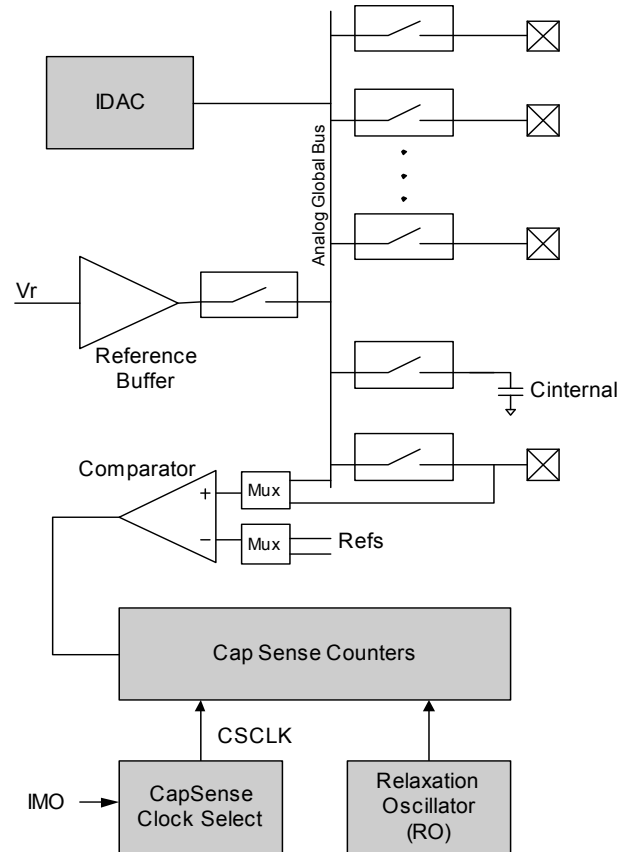 IDAC
Analog Global Bus
Vr
Reference
Buffer
Cinternal
Comparator
+
Mux
−
Mux
Refs
Cap Sense Counters
CSCLK
IMO
CapSense
Clock Select
Relaxation
Oscillator
(RO)